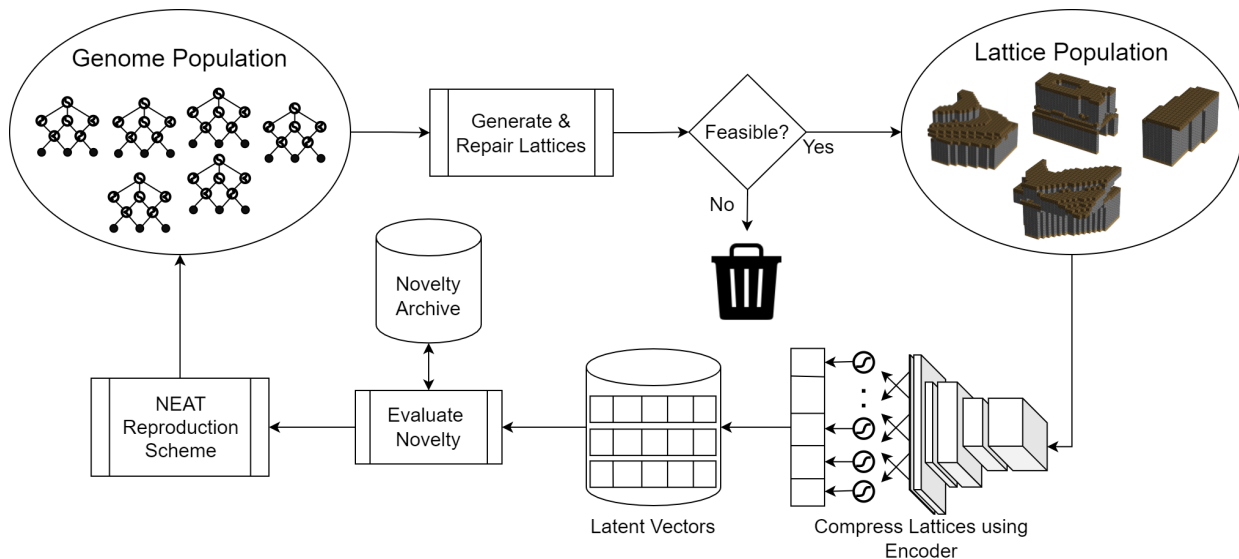 Genome Population
Generate &
Repair Lattices
Feasible?
Yes
No
Lattice Population
Novelty
Archive
NEAT
Reproduction
Scheme
Evaluate
Novelty
Latent Vectors
Compress Lattices using
Encoder